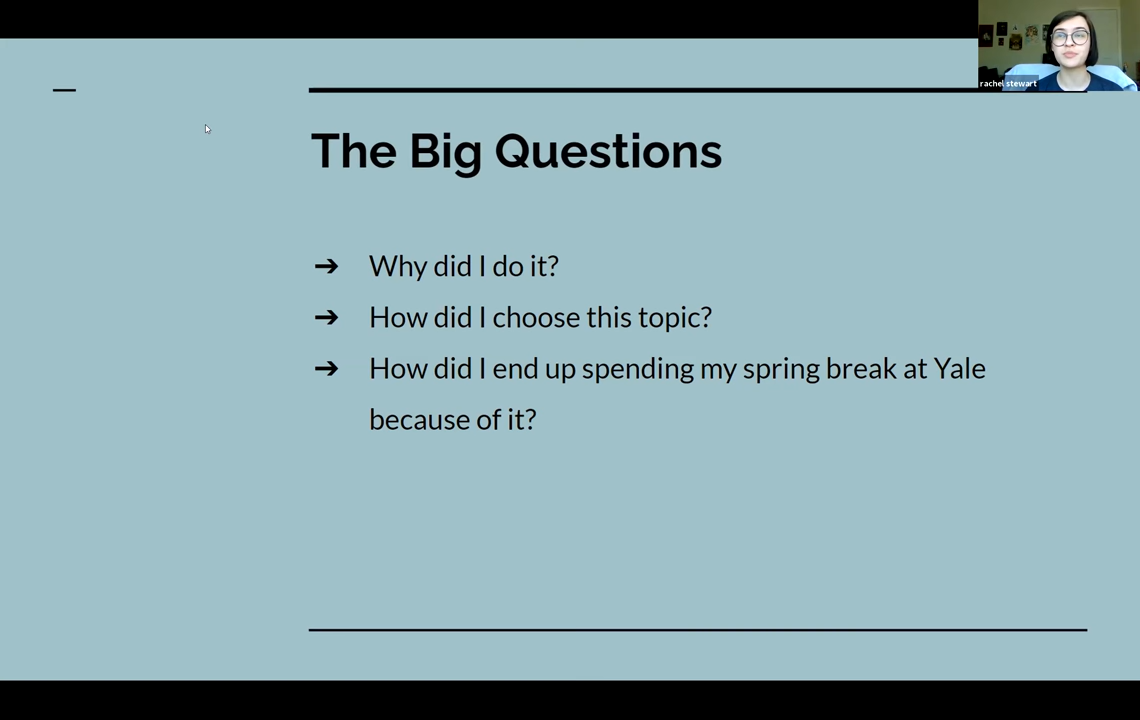 rachel stewart
The Big Questions
➔ Why did I do it?
➔ How did I choose this topic?
➔ How did I end up spending my spring break at Yale
because of it?